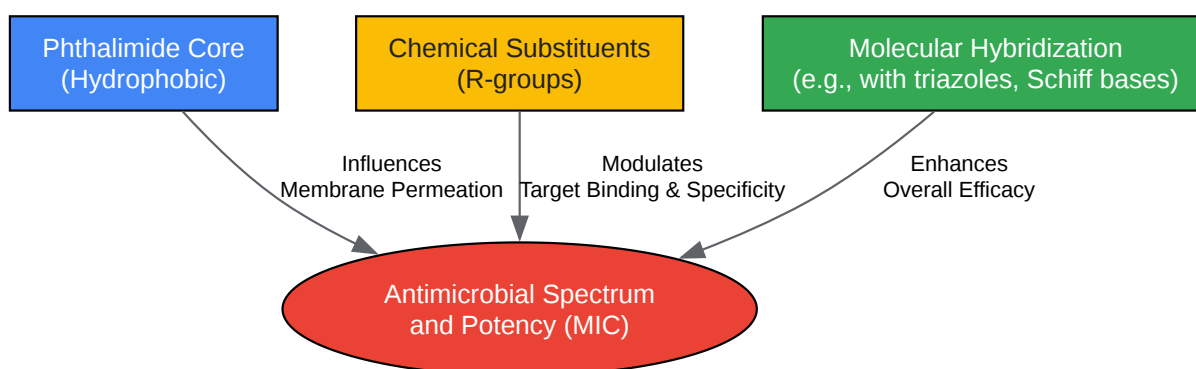 Phthalimide Core
(Hydrophobic)
Chemical Substituents
(R-groups)
Molecular Hybridization
(e.g., with triazoles, Schiff bases)
Influences
Membrane Permeation
Modulates
Target Binding & Specificity
Enhances
Overall Efficacy
Antimicrobial Spectrum
and Potency (MIC)